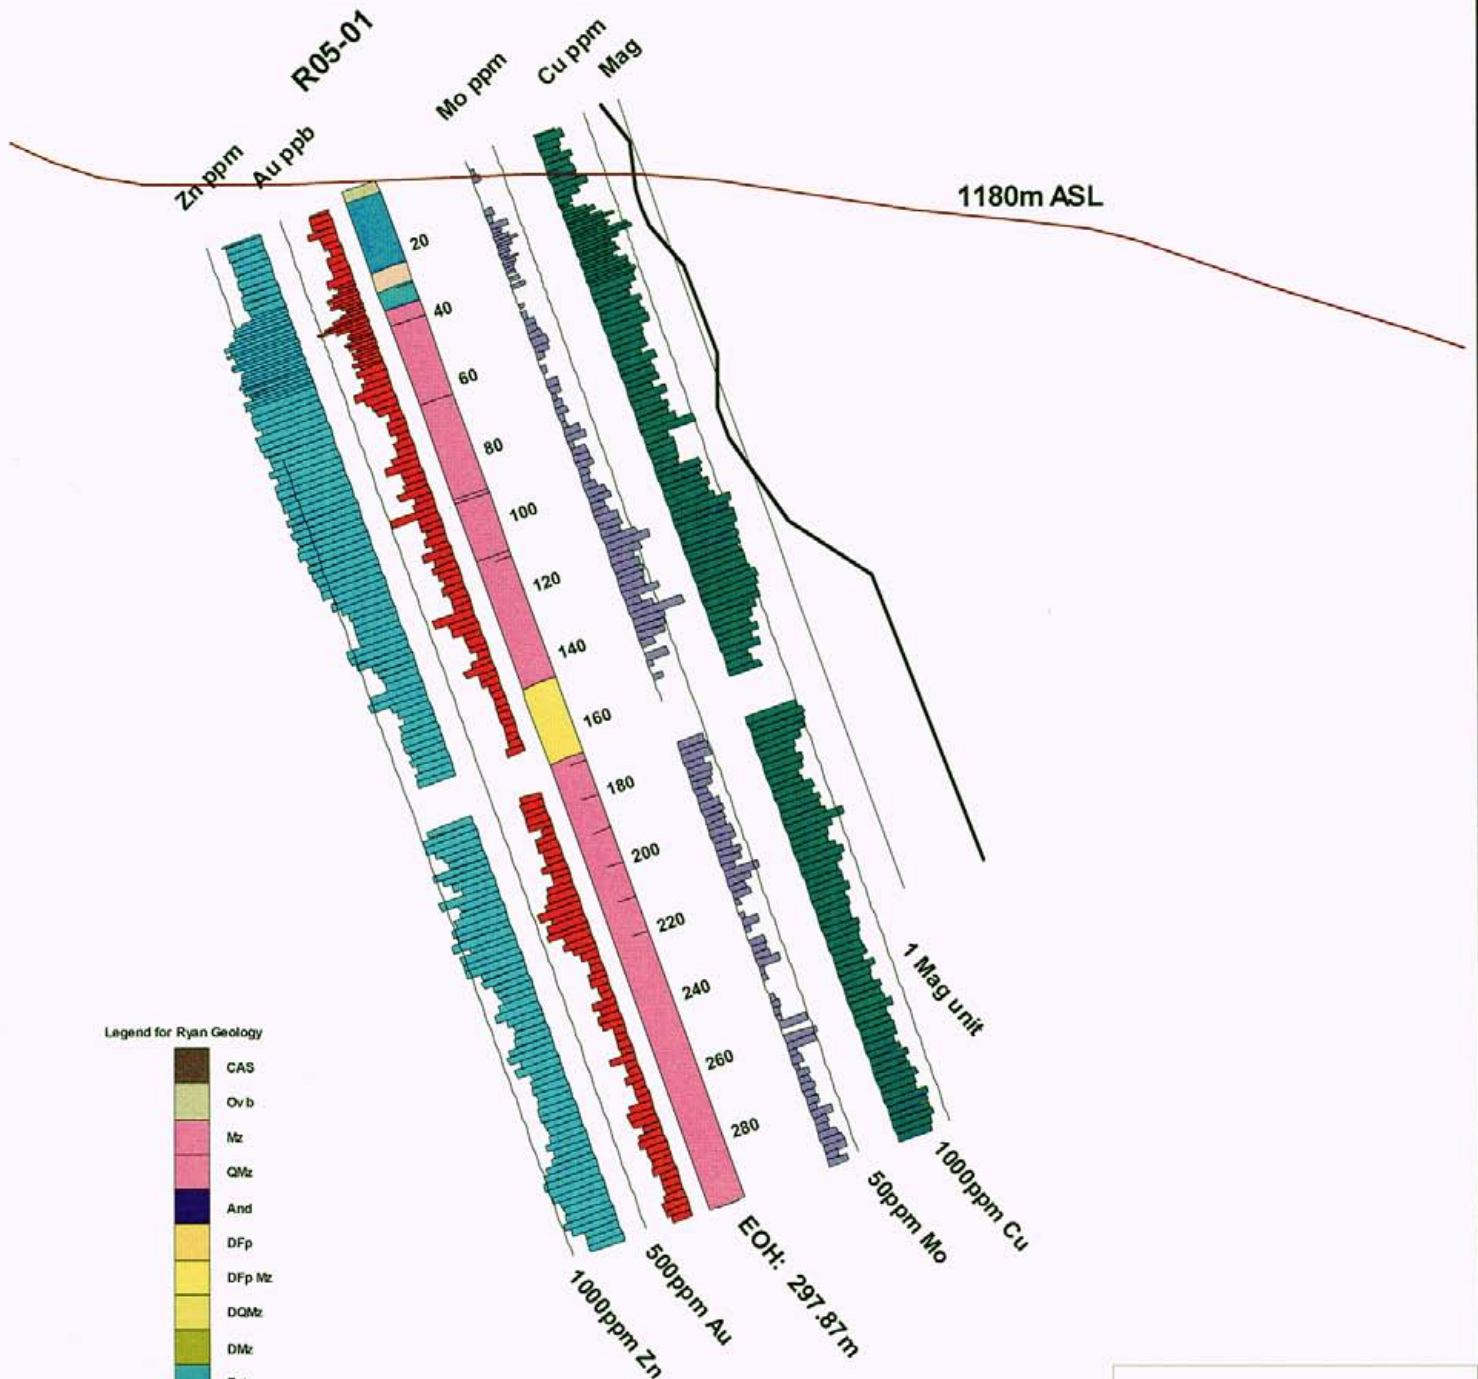 R05-01
Zn ppm
Au ppb
Mo ppm
Cu ppm
Mag
1180m ASL
20
40
60
80
100
120
140
160
180
200
220
240
260
280
1 Mag unit
1000ppm Cu
50ppm Mo
EOH: 297.87m
500ppm Au
1000ppm Zn
Legend for Ryan Geology
CAS
Ovb
Mz
QMz
And
DFp
DFp Mz
DQMz
DMz